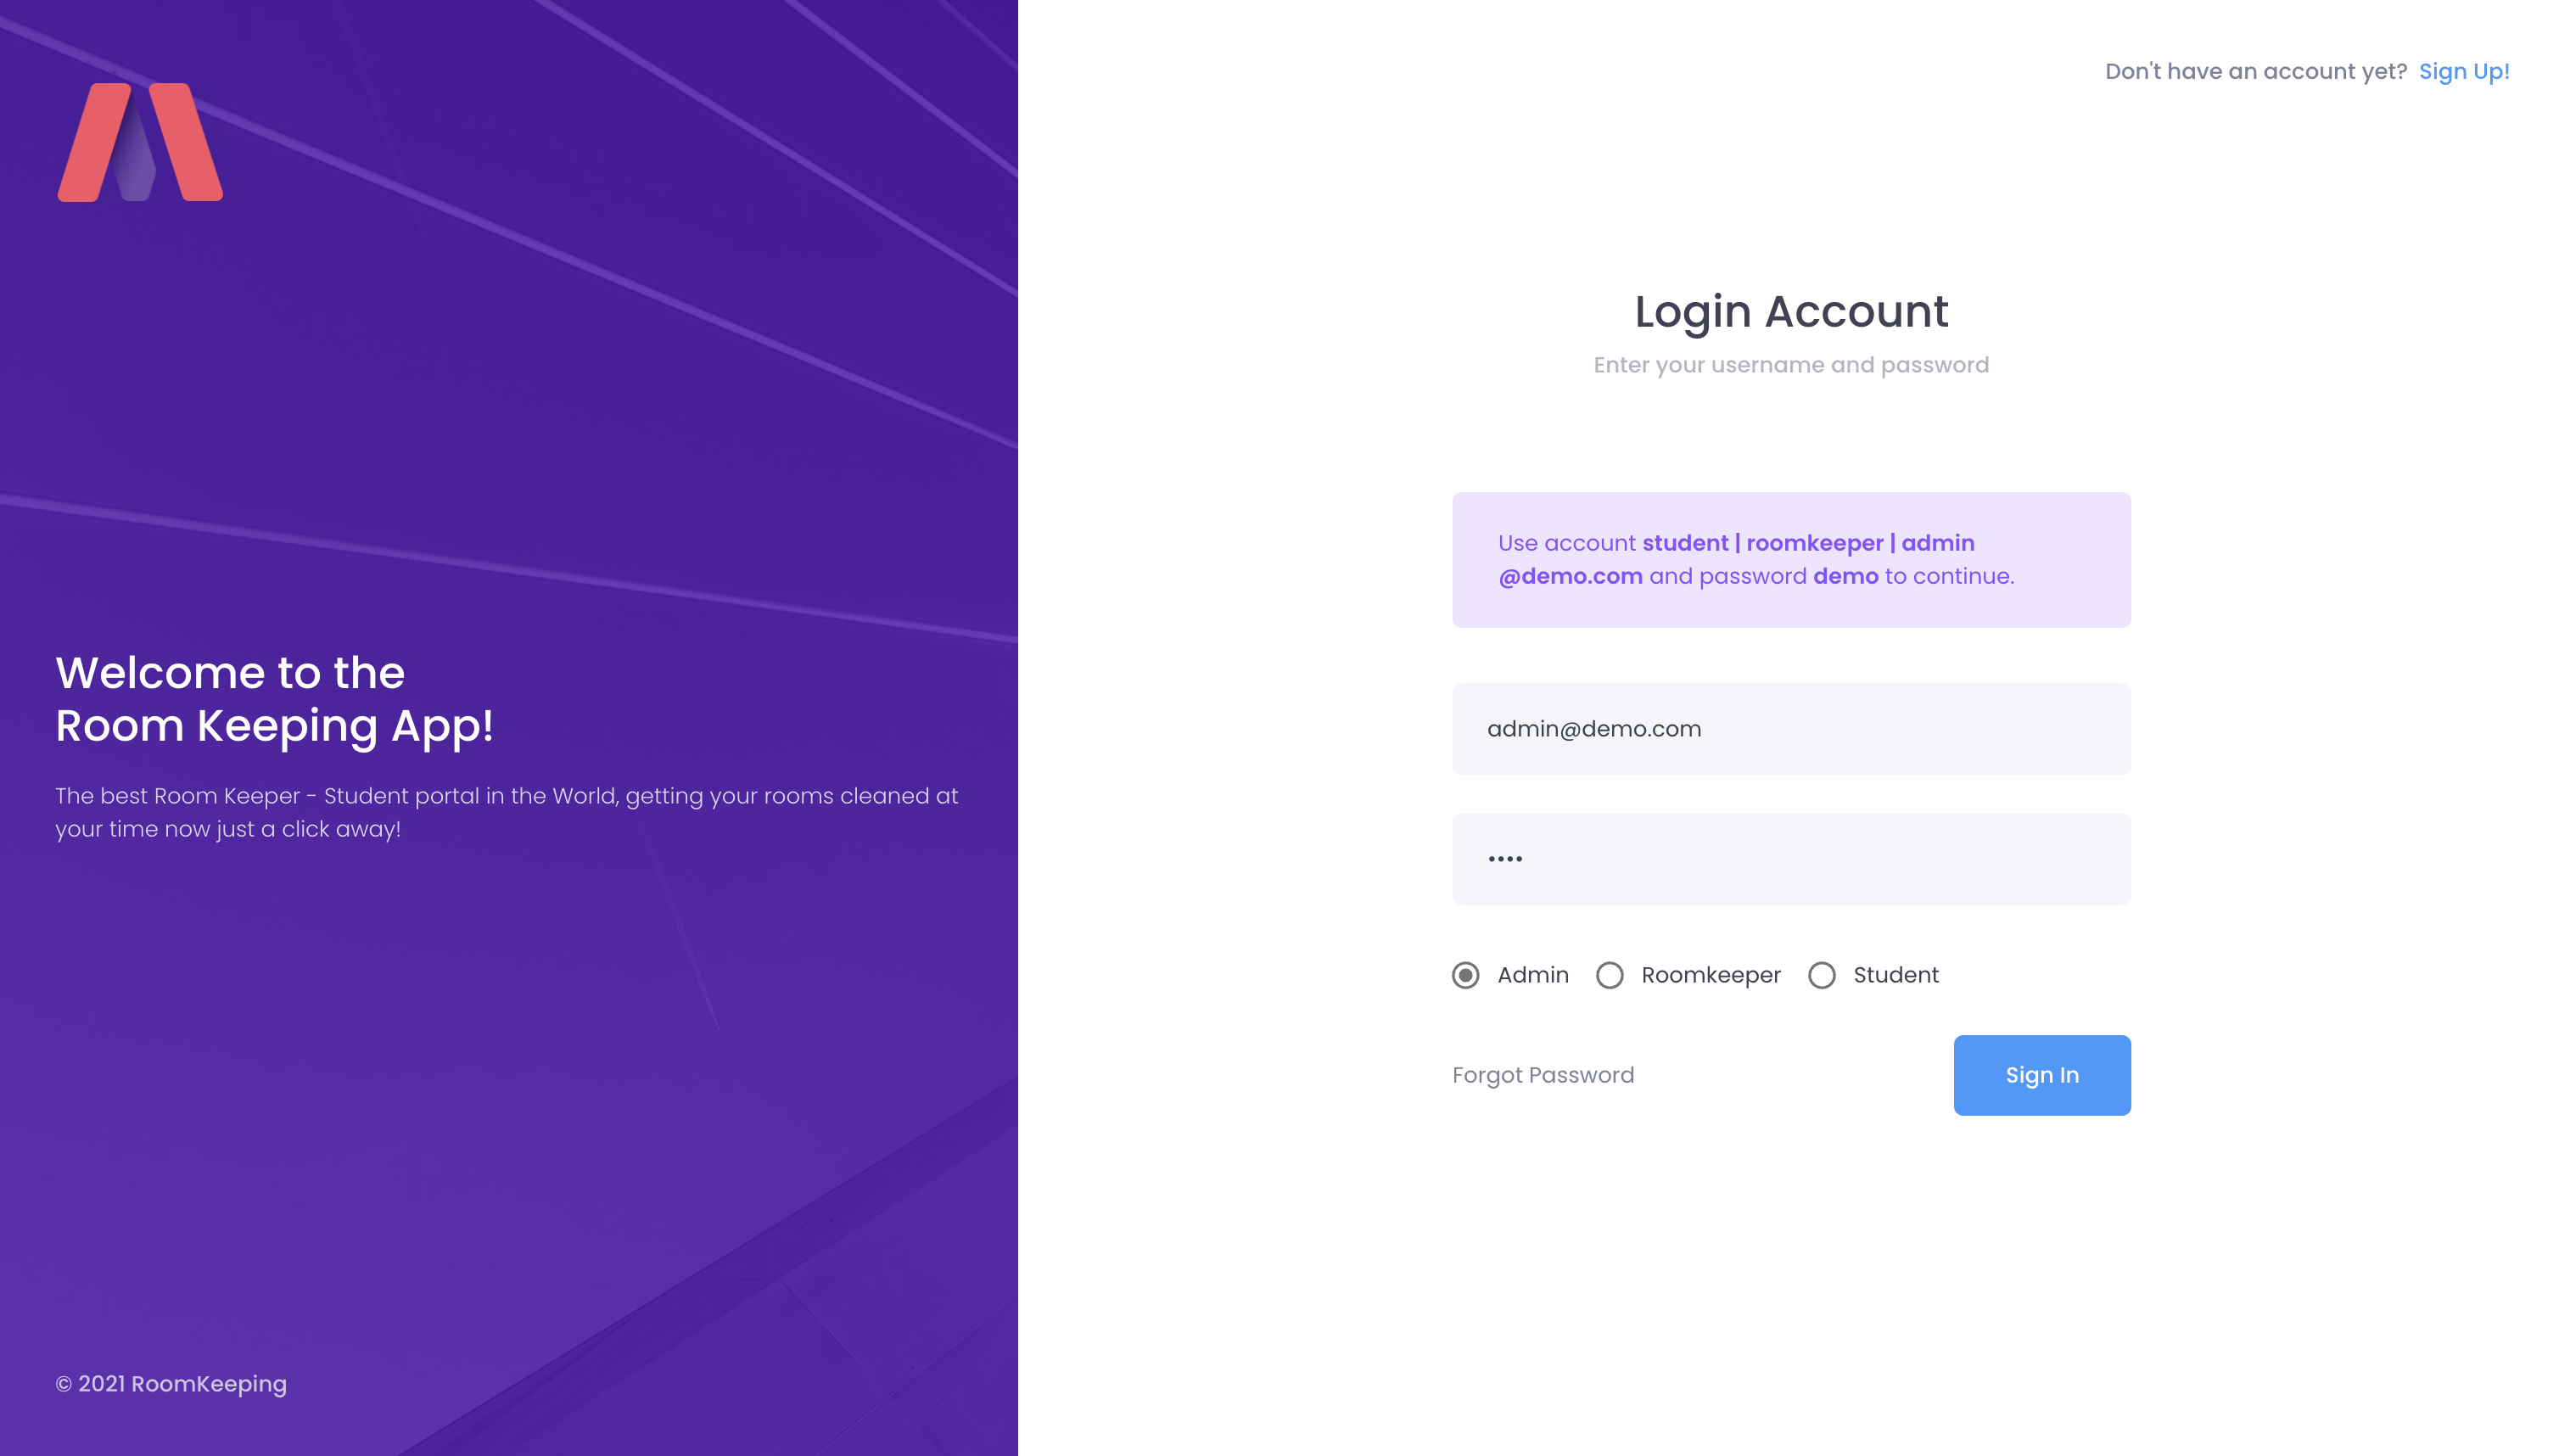 Don't have an account yet? Sign Up!
Login Account
Enter your username and password
Use account student | roomkeeper | admin
@demo.com and password demo to continue.
admin@demo.com
••••
Admin Roomkeeper Student
Forgot Password Sign In
Welcome to the
Room Keeping App!
The best Room Keeper - Student portal in the World, getting your rooms cleaned at
your time now just a click away!
© 2021 RoomKeeping